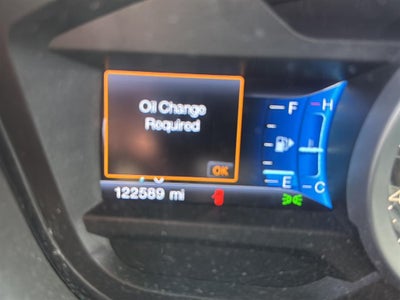 Oil Change
Required
OK
F
H
E
C
122589 mi